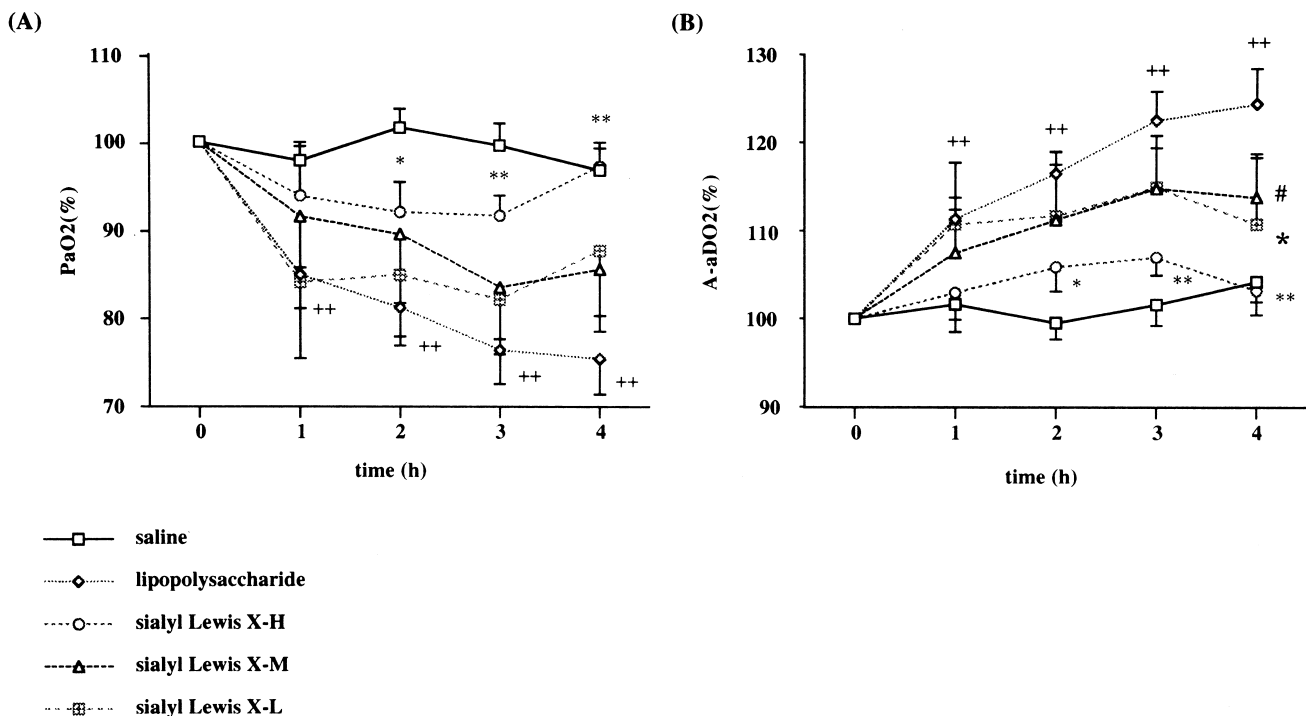 (A)
110
100
90
80
70
PaO2(%)
**
*
**
++
++
++
++
0 1 2 3 4
time (h)
(B)
130
120
110
100
90
A-aDO2(%)
++
++
++
++
#
*
*
**
**
0 1 2 3 4
time (h)
saline
lipopolysaccharide
sialyl Lewis X-H
sialyl Lewis X-M
sialyl Lewis X-L